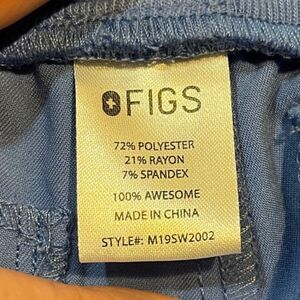 FIGS
72% POLYESTER
21% RAYON
7% SPANDEX
100% AWESOME
MADE IN CHINA
STYLE#: M19SW2002